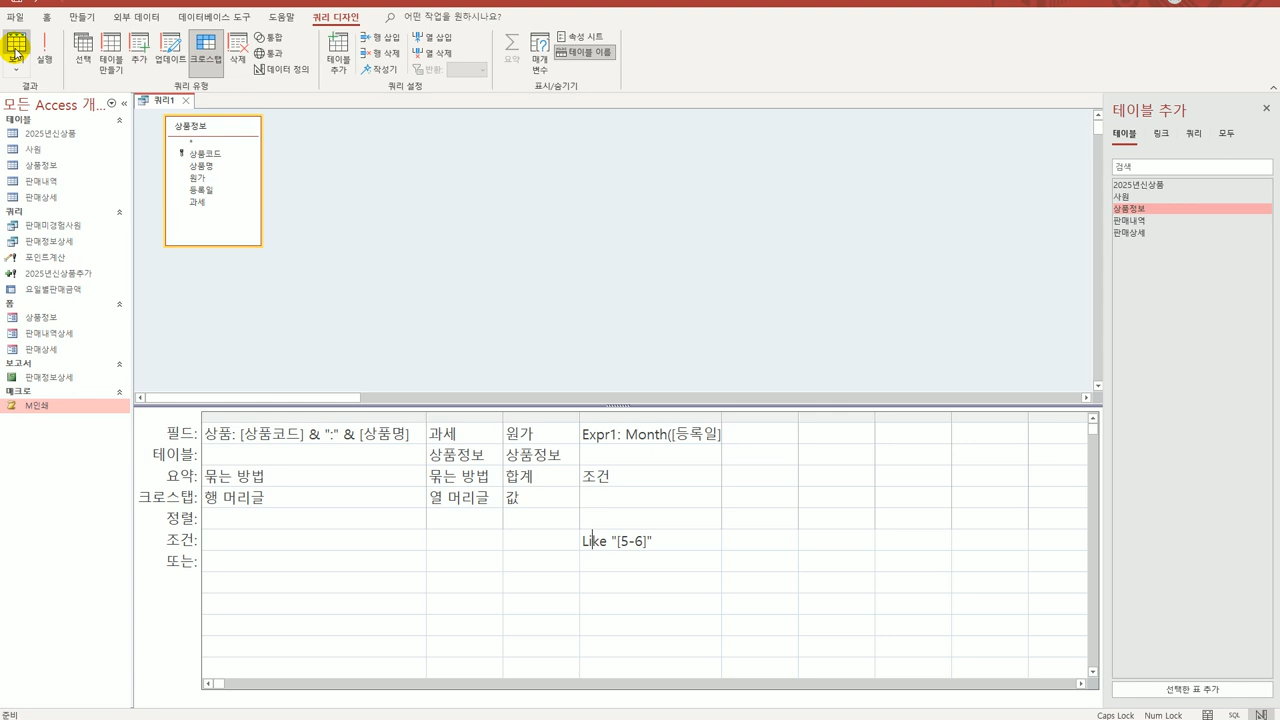 파일 홈 만들기 외부 데이터 데이터베이스 도구 도움말 쿼리 디자인 어떤 작업을 원하시나요?
보기 실행 선택 테이블 만들기 추가 업데이트 크로스탭 삭제
통합
통과
데이터 정의
테이블 추가
행 삽입
행 삭제
작성기
열 삽입
열 삭제
반환:
요약 매개 변수
속성 시트
테이블 이름
결과 쿼리 유형 쿼리 설정 표시/숨기기
모든 Access 개... «
테이블
2025년신상품
사원
상품정보
판매내역
판매상세
쿼리
판매미경험사원
판매정보상세
포인트계산
2025년신상품추가
요일별판매금액
폼
상품정보
판매내역상세
판매상세
보고서
판매정보상세
매크로
M인쇄
쿼리1
상품정보
*
상품코드
상품명
원가
등록일
과세
필드: 상품: [상품코드] & ":" & [상품명] 과세 원가 Expr1: Month([등록일]
테이블: 상품정보 상품정보
요약: 묶는 방법 묶는 방법 합계 조건
크로스탭: 행 머리글 열 머리글 값
정렬:
조건: Like "[5-6]"
또는:
테이블 추가
테이블 링크 쿼리 모두
검색
2025년신상품
사원
상품정보
판매내역
판매상세
선택한 표 추가
준비 Caps Lock Num Lock SQL